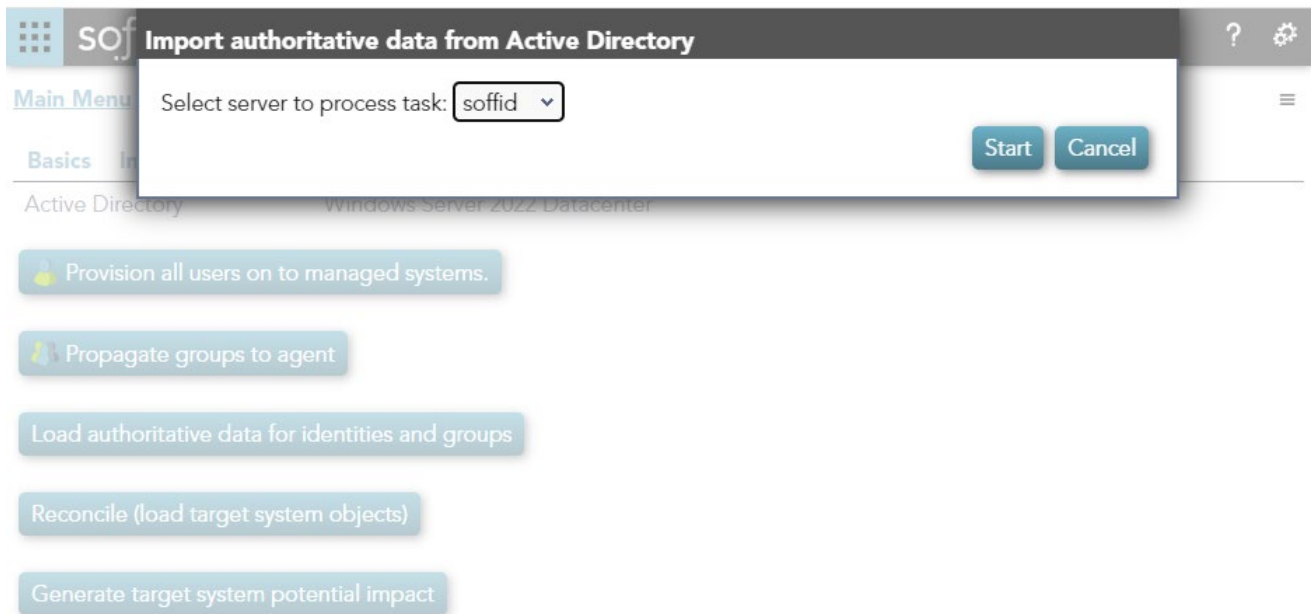 sof
Import authoritative data from Active Directory
?
Main Menu
Select server to process task: soffid
Start Cancel
Basics
Active Directory Windows Server 2022 Datacenter
Provision all users on to managed systems.
Propagate groups to agent
Load authoritative data for identities and groups
Reconcile (load target system objects)
Generate target system potential impact